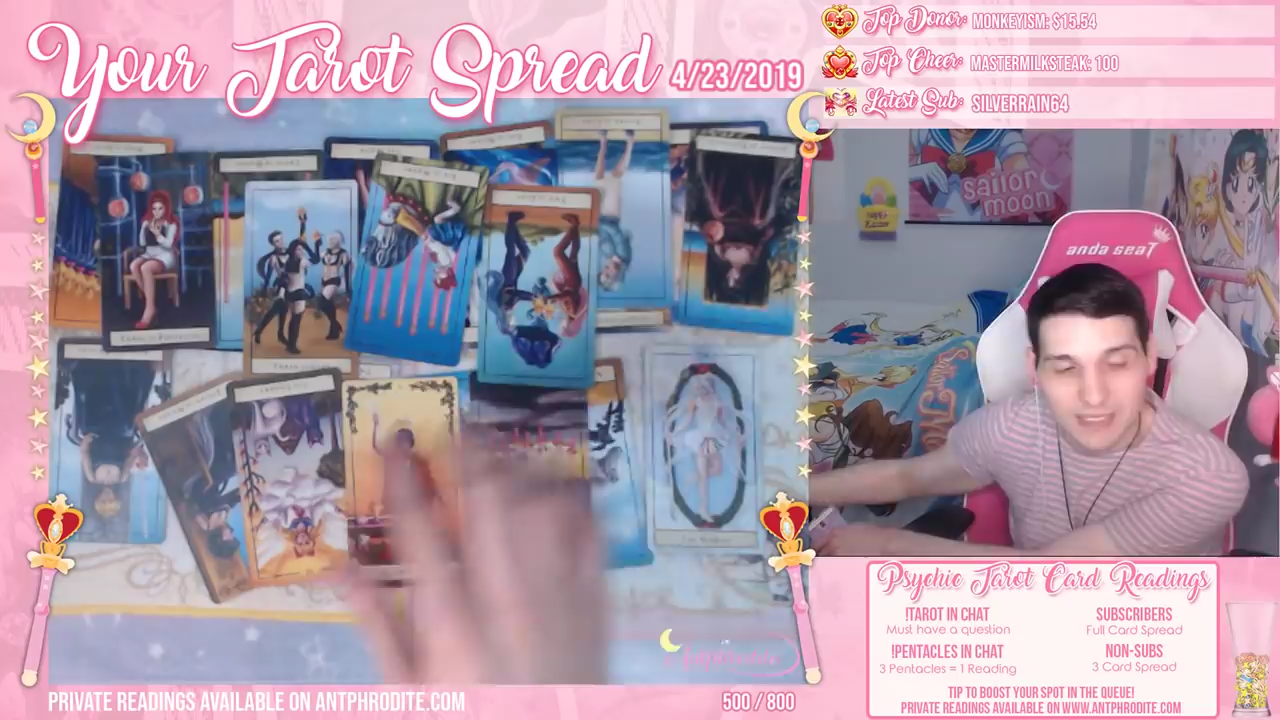 Your Tarot Spread 4/23/2019
Top Donor: MONKEYISM: $15.54
Top Cheer: MASTERMILKSTEAK: 100
Latest Sub: SILVERRAIN64
sailor
moon
HAPPY
Easter
anda seaT
Psychic Tarot Card Readings
!TAROT IN CHAT
Must have a question
!PENTACLES IN CHAT
3 Pentacles = 1 Reading
SUBSCRIBERS
Full Card Spread
NON-SUBS
3 Card Spread
TIP TO BOOST YOUR SPOT IN THE QUEUE!
PRIVATE READINGS AVAILABLE ON WWW.ANTPHRODITE.COM
PRIVATE READINGS AVAILABLE ON ANTPHRODITE.COM
500 / 800